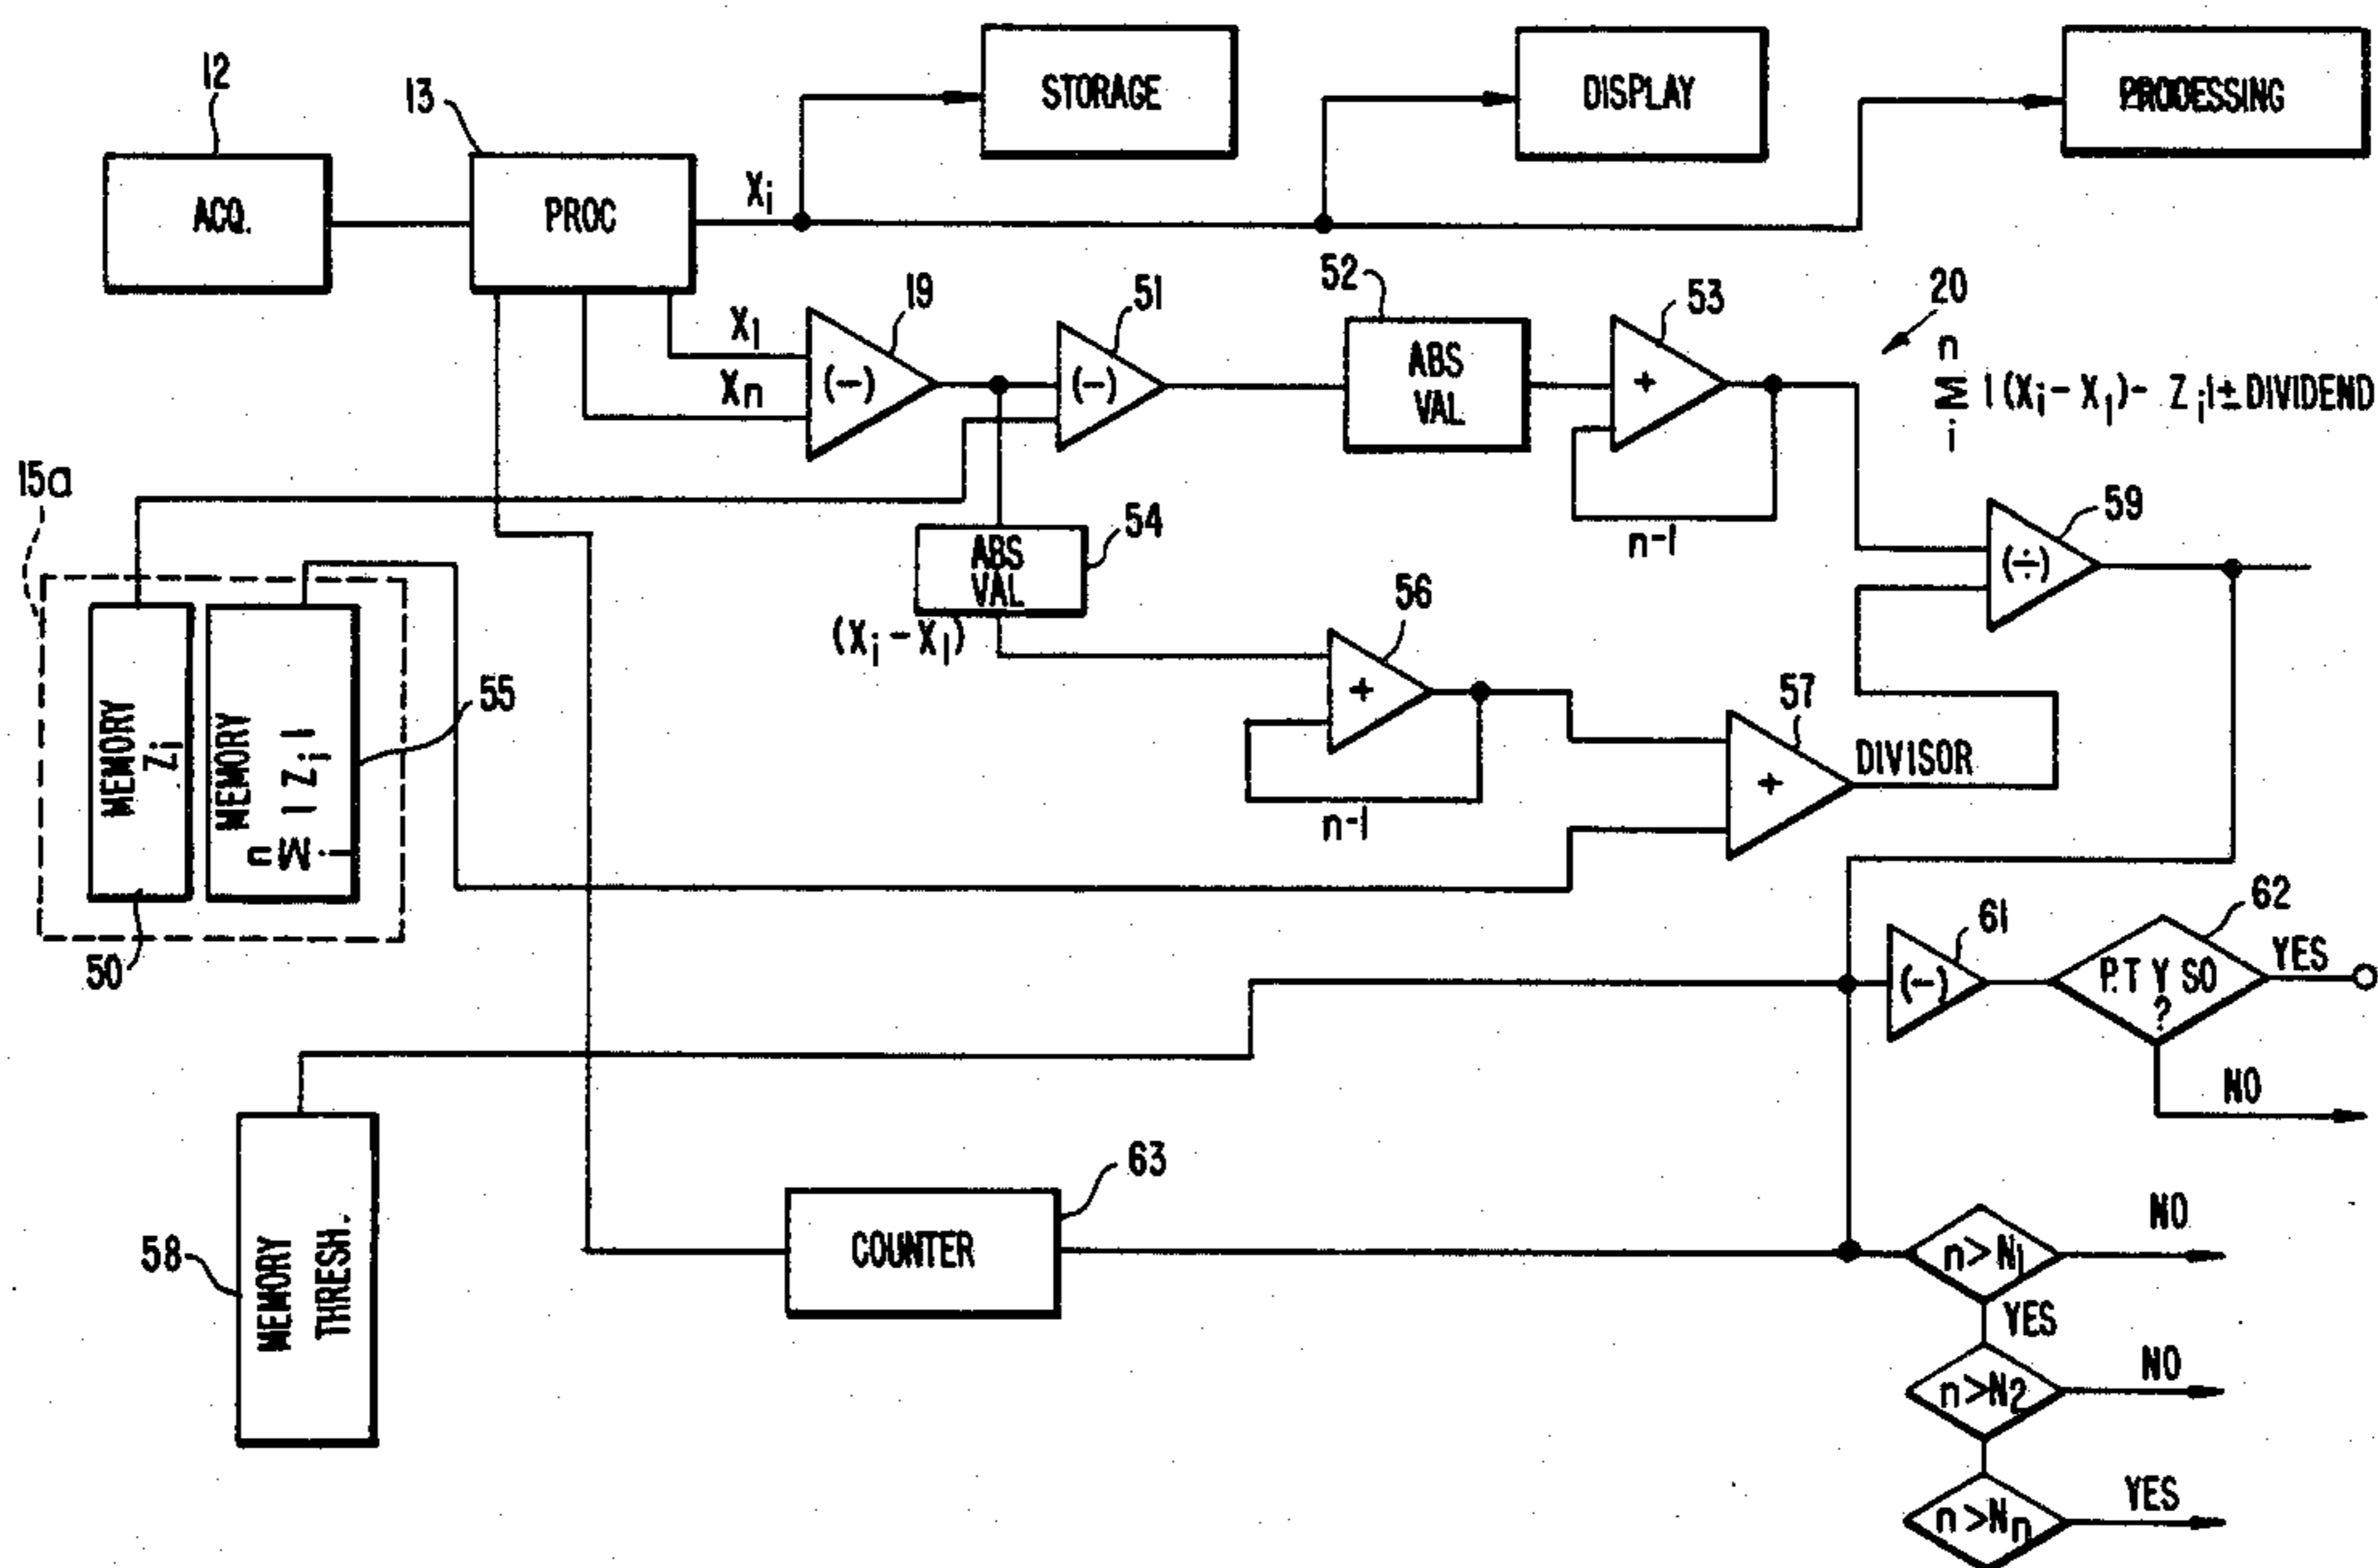 12
ACQ.
13
PROC
STORAGE
DISPLAY
PRODESSING
Xi
X1
Xn
19
(-)
51
(-)
52
ABS
VAL
53
+
n-1
20
n
Σ |(Xi - X1) - Zi| ± DIVIDEND
i
15a
54
ABS
VAL
(Xi - X1)
59
(÷)
56
+
n-1
57
+
DIVISOR
MEMORY
Zi
50
MEMORY
n
Σ |Zi|
i
55
61
(-)
62
P.T Y SO
?
YES
NO
58
MEMORY
THRESH.
63
COUNTER
n>N1
NO
YES
n>N2
NO
n>Nn
YES